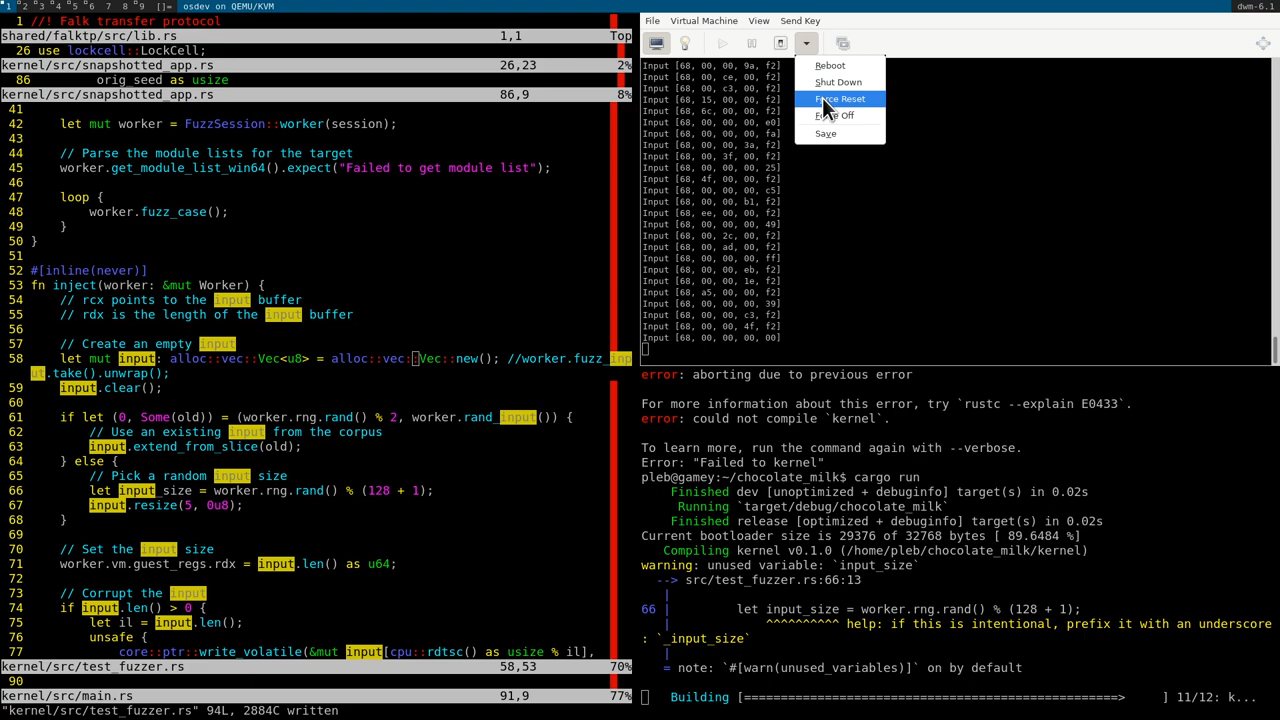 1 2 3 4 5 6 7 8 9 []= osdev on QEMU/KVM dwm-6.1
1 //! Falk transfer protocol
shared/falktp/src/lib.rs 1,1 Top
26 use lockcell::LockCell;
kernel/src/snapshotted_app.rs 26,23 2%
86 orig_seed as usize
kernel/src/snapshotted_app.rs 86,9 8%
41
42 let mut worker = FuzzSession::worker(session);
43
44 // Parse the module lists for the target
45 worker.get_module_list_win64().expect("Failed to get module list");
46
47 loop {
48 worker.fuzz_case();
49 }
50 }
51
52 #[inline(never)]
53 fn inject(worker: &mut Worker) {
54 // rcx points to the input buffer
55 // rdx is the length of the input buffer
56
57 // Create an empty input
58 let mut input: alloc::vec::Vec<u8> = alloc::vec::Vec::new(); //worker.fuzz_inp
ut.take().unwrap();
59 input.clear();
60
61 if let (0, Some(old)) = (worker.rng.rand() % 2, worker.rand_input()) {
62 // Use an existing input from the corpus
63 input.extend_from_slice(old);
64 } else {
65 // Pick a random input size
66 let input_size = worker.rng.rand() % (128 + 1);
67 input.resize(5, 0u8);
68 }
69
70 // Set the input size
71 worker.vm.guest_regs.rdx = input.len() as u64;
72
73 // Corrupt the input
74 if input.len() > 0 {
75 let il = input.len();
76 unsafe {
77 core::ptr::write_volatile(&mut input[cpu::rdtsc() as usize % il],
kernel/src/test_fuzzer.rs 58,53 70%
90
kernel/src/main.rs 91,9 77%
"kernel/src/test_fuzzer.rs" 94L, 2884C written
File Virtual Machine View Send Key
Reboot
Shut Down
Force Reset
Force Off
Save
Input [68, 00, 00, 9a, f2]
Input [68, 00, ce, 00, f2]
Input [68, 00, c3, 00, f2]
Input [68, 15, 00, 00, f2]
Input [68, 6c, 00, 00, f2]
Input [68, 00, 00, 00, e0]
Input [68, 00, 00, 00, fa]
Input [68, 00, 00, 3a, f2]
Input [68, 00, 3f, 00, f2]
Input [68, 00, 00, 00, 25]
Input [68, 4f, 00, 00, f2]
Input [68, 00, 00, 00, c5]
Input [68, 00, 00, b1, f2]
Input [68, ee, 00, 00, f2]
Input [68, 00, 00, 00, 49]
Input [68, 00, 2c, 00, f2]
Input [68, 00, ad, 00, f2]
Input [68, 00, 00, 00, ff]
Input [68, 00, 00, eb, f2]
Input [68, 00, 00, 1e, f2]
Input [68, a5, 00, 00, f2]
Input [68, 00, 00, 00, 39]
Input [68, 00, 00, c3, f2]
Input [68, 00, 00, 4f, f2]
Input [68, 00, 00, 00, 00]
error: aborting due to previous error
For more information about this error, try `rustc --explain E0433`.
error: could not compile `kernel`.
To learn more, run the command again with --verbose.
Error: "Failed to kernel"
pleb@gamey:~/chocolate_milk$ cargo run
Finished dev [unoptimized + debuginfo] target(s) in 0.02s
Running `target/debug/chocolate_milk`
Finished release [optimized + debuginfo] target(s) in 0.02s
Current bootloader size is 29376 of 32768 bytes [ 89.6484 %]
Compiling kernel v0.1.0 (/home/pleb/chocolate_milk/kernel)
warning: unused variable: `input_size`
--> src/test_fuzzer.rs:66:13
|
66 | let input_size = worker.rng.rand() % (128 + 1);
| ^^^^^^^^^^ help: if this is intentional, prefix it with an underscore
: `_input_size`
|
= note: `#[warn(unused_variables)]` on by default
Building [===================================================> ] 11/12: k...